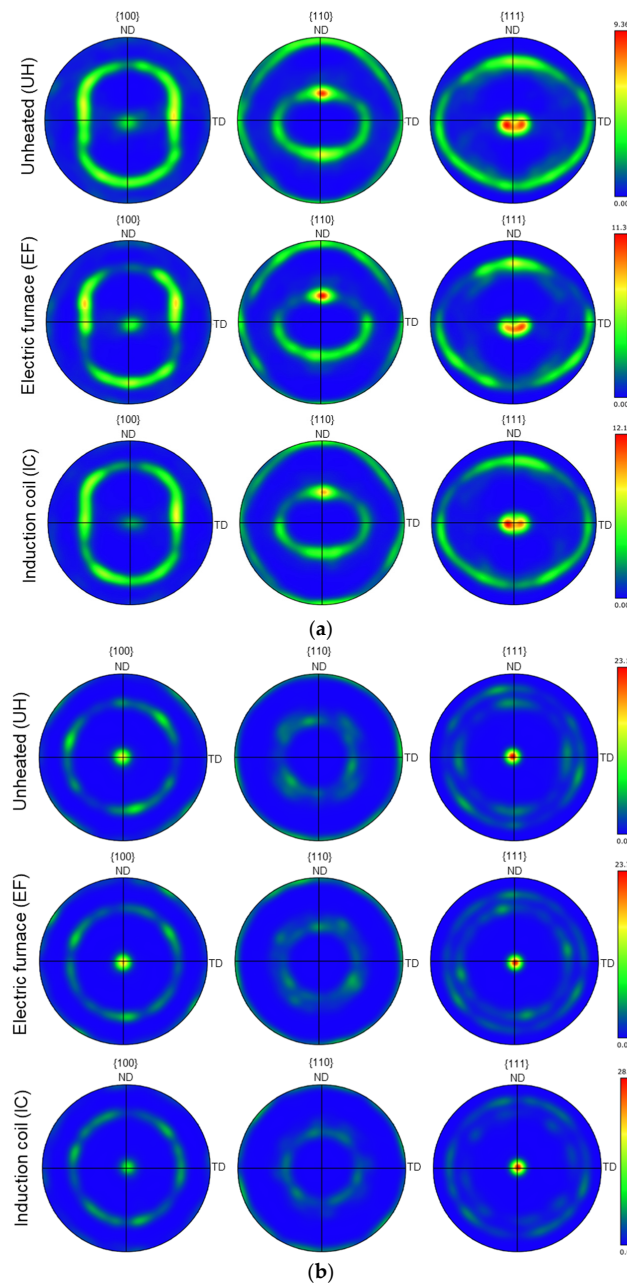 {100} {110} {111}
ND ND ND
Unheated (UH)
TD TD TD
9.36
0.00
{100} {110} {111}
ND ND ND
Electric furnace (EF)
TD TD TD
0.00
{100} {110} {111}
ND ND ND
Induction coil (IC)
TD TD TD
0.00
(a)
{100} {110} {111}
ND ND ND
Unheated (UH)
TD TD TD
{100} {110} {111}
ND ND ND
Electric furnace (EF)
TD TD TD
{100} {110} {111}
ND ND ND
Induction coil (IC)
TD TD TD
(b)